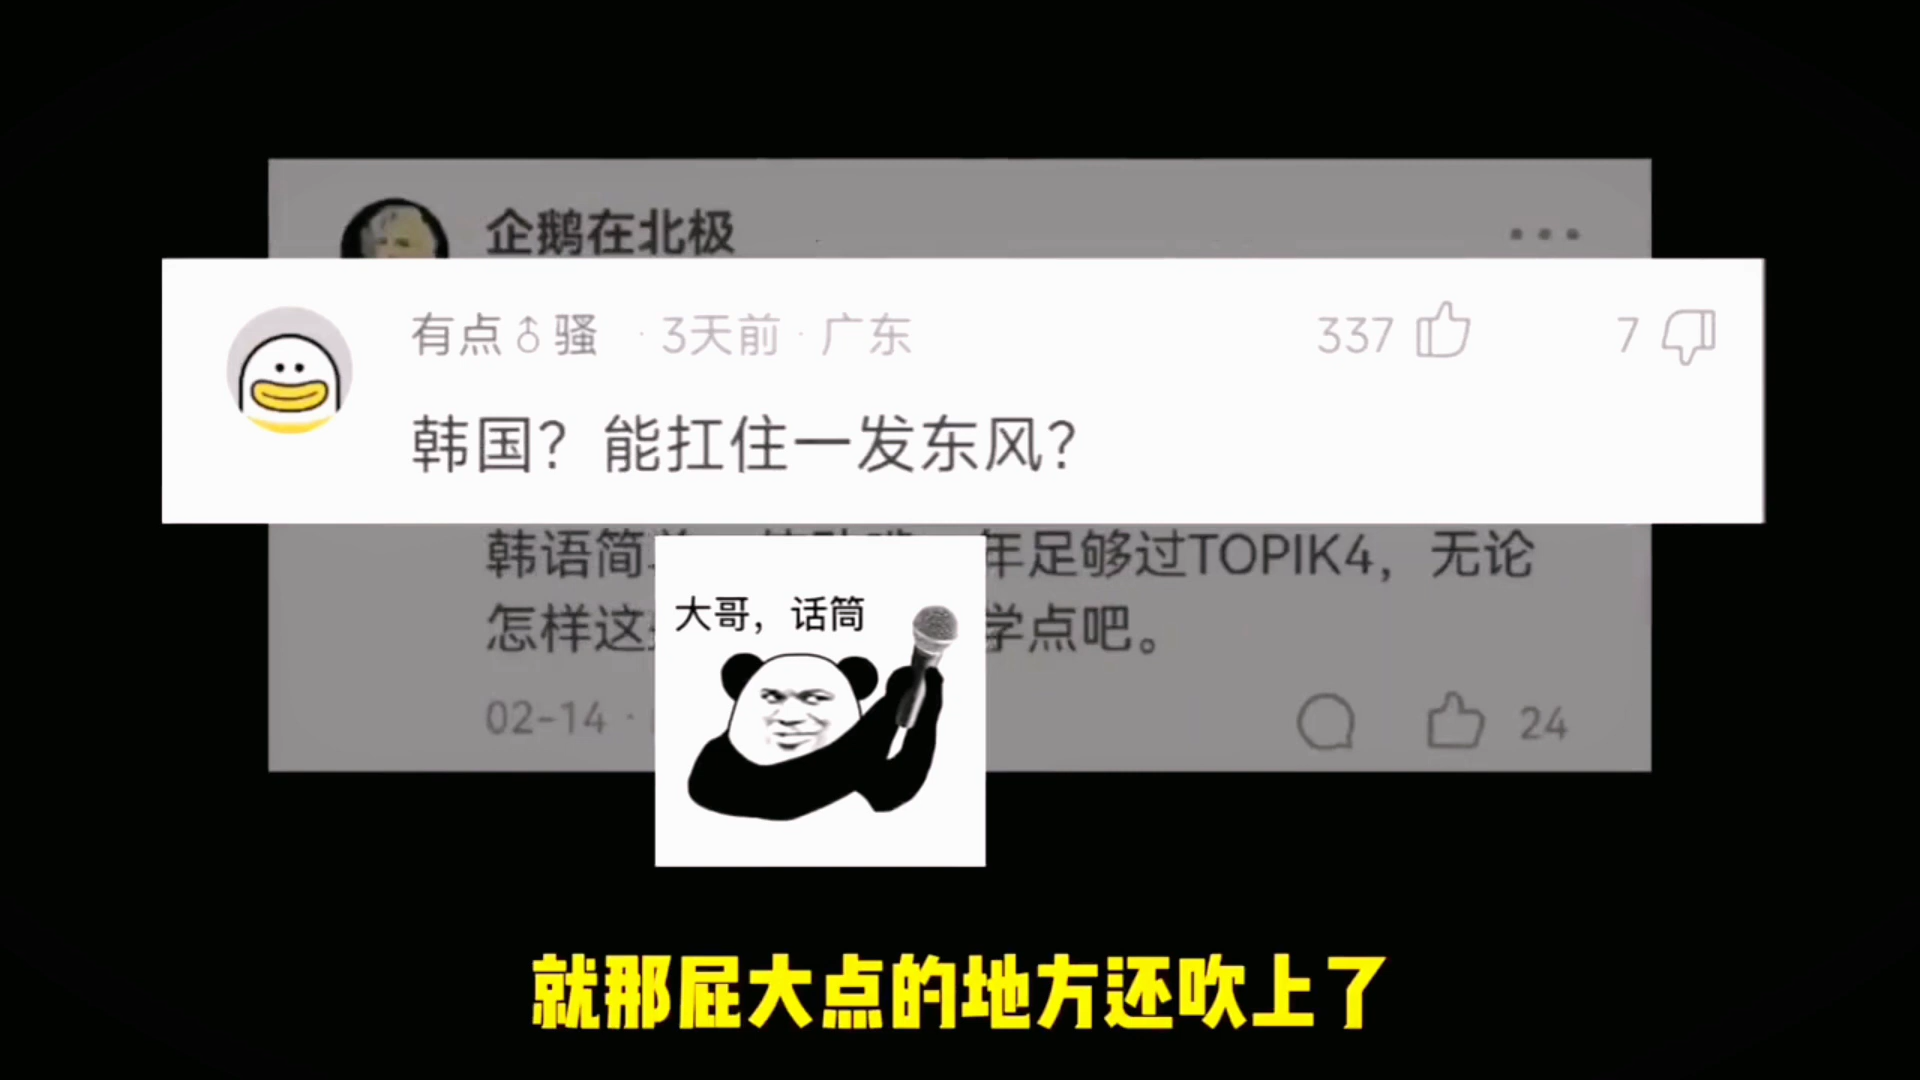 企鹅在北极
有点♂骚 · 3天前 · 广东 337 7
韩国？能扛住一发东风？
韩语简 年足够过TOPIK4，无论
怎样这 学点吧。
大哥，话筒
02-14 · 24
就那屁大点的地方还吹上了